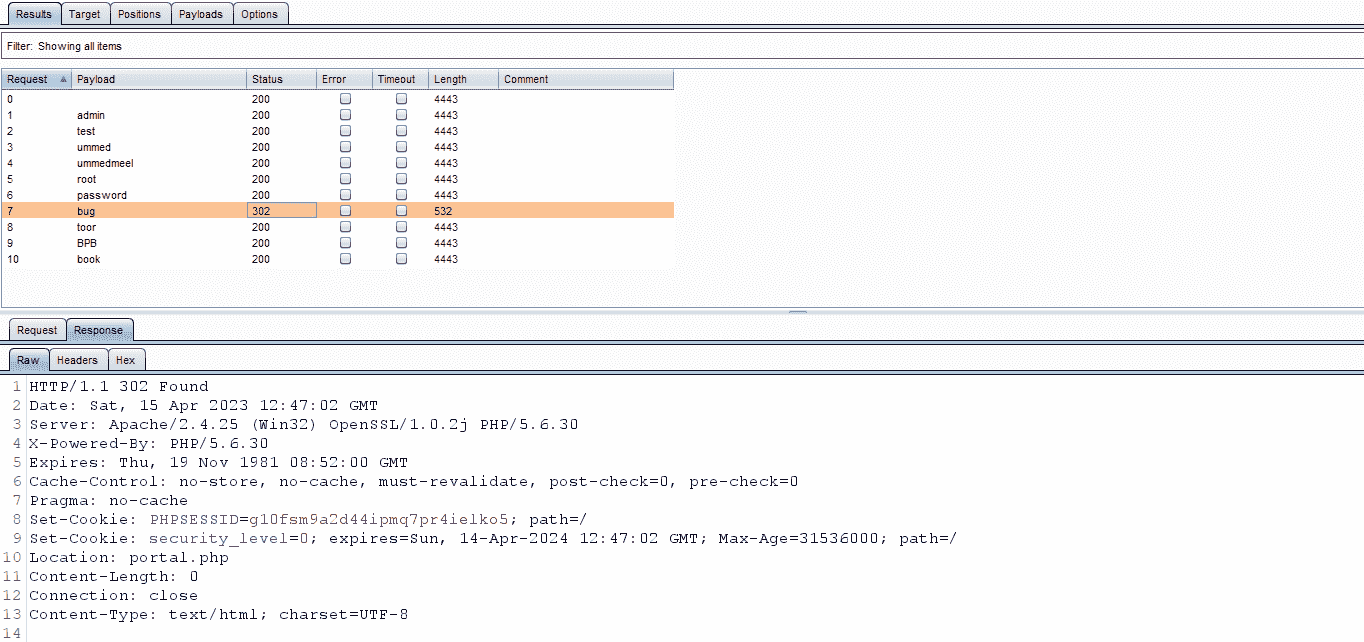 Results Target Positions Payloads Options
Filter: Showing all items
Request Payload Status Error Timeout Length Comment
0 200 4443
1 admin 200 4443
2 test 200 4443
3 ummed 200 4443
4 ummedmeel 200 4443
5 root 200 4443
6 password 200 4443
7 bug 302 532
8 toor 200 4443
9 BPB 200 4443
10 book 200 4443
Request Response
Raw Headers Hex
1 HTTP/1.1 302 Found
2 Date: Sat, 15 Apr 2023 12:47:02 GMT
3 Server: Apache/2.4.25 (Win32) OpenSSL/1.0.2j PHP/5.6.30
4 X-Powered-By: PHP/5.6.30
5 Expires: Thu, 19 Nov 1981 08:52:00 GMT
6 Cache-Control: no-store, no-cache, must-revalidate, post-check=0, pre-check=0
7 Pragma: no-cache
8 Set-Cookie: PHPSESSID=g10fsm9a2d44ipmq7pr4ielko5; path=/
9 Set-Cookie: security_level=0; expires=Sun, 14-Apr-2024 12:47:02 GMT; Max-Age=31536000; path=/
10 Location: portal.php
11 Content-Length: 0
12 Connection: close
13 Content-Type: text/html; charset=UTF-8
14